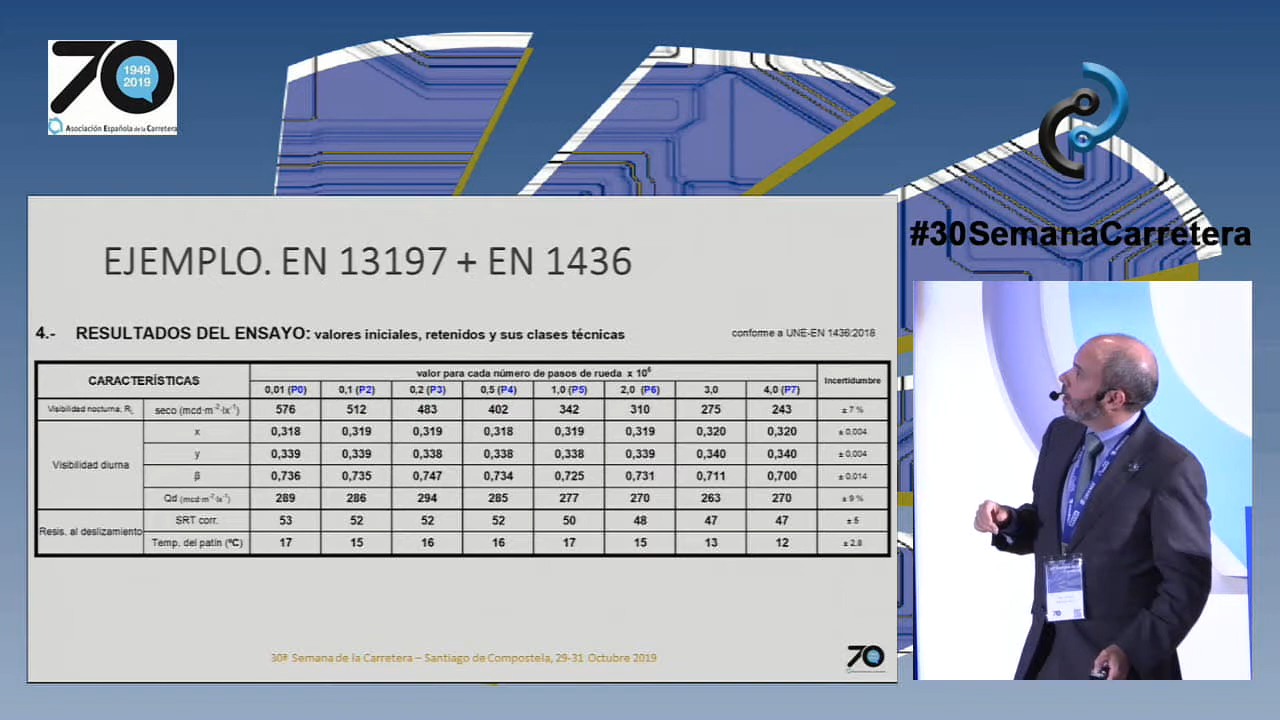 70
1949
2019
Asociación Española de la Carretera
#30SemanaCarretera
EJEMPLO. EN 13197 + EN 1436
4.- RESULTADOS DEL ENSAYO: valores iniciales, retenidos y sus clases técnicas
conforme a UNE-EN 1436:2018
CARACTERÍSTICAS
valor para cada número de pasos de rueda x 10⁶
Incertidumbre
0,01 (P0) 0,1 (P2) 0,2 (P3) 0,5 (P4) 1,0 (P5) 2,0 (P6) 3,0 4,0 (P7)
Visibilidad nocturna, RL seco (mcd·m⁻²·lx⁻¹) 576 512 483 402 342 310 275 243 ± 7 %
Visibilidad diurna
x 0,318 0,319 0,319 0,318 0,319 0,319 0,320 0,320 ± 0,004
y 0,339 0,339 0,338 0,338 0,338 0,339 0,340 0,340 ± 0,004
β 0,736 0,735 0,747 0,734 0,725 0,731 0,711 0,700 ± 0,014
Qd (mcd·m⁻²·lx⁻¹) 289 286 294 285 277 270 263 270 ± 9 %
Resis. al deslizamiento
SRT corr. 53 52 52 52 50 48 47 47 ± 5
Temp. del patín (ºC) 17 15 16 16 17 15 13 12 ± 2.8
30ª Semana de la Carretera – Santiago de Compostela, 29-31 Octubre 2019
70
70